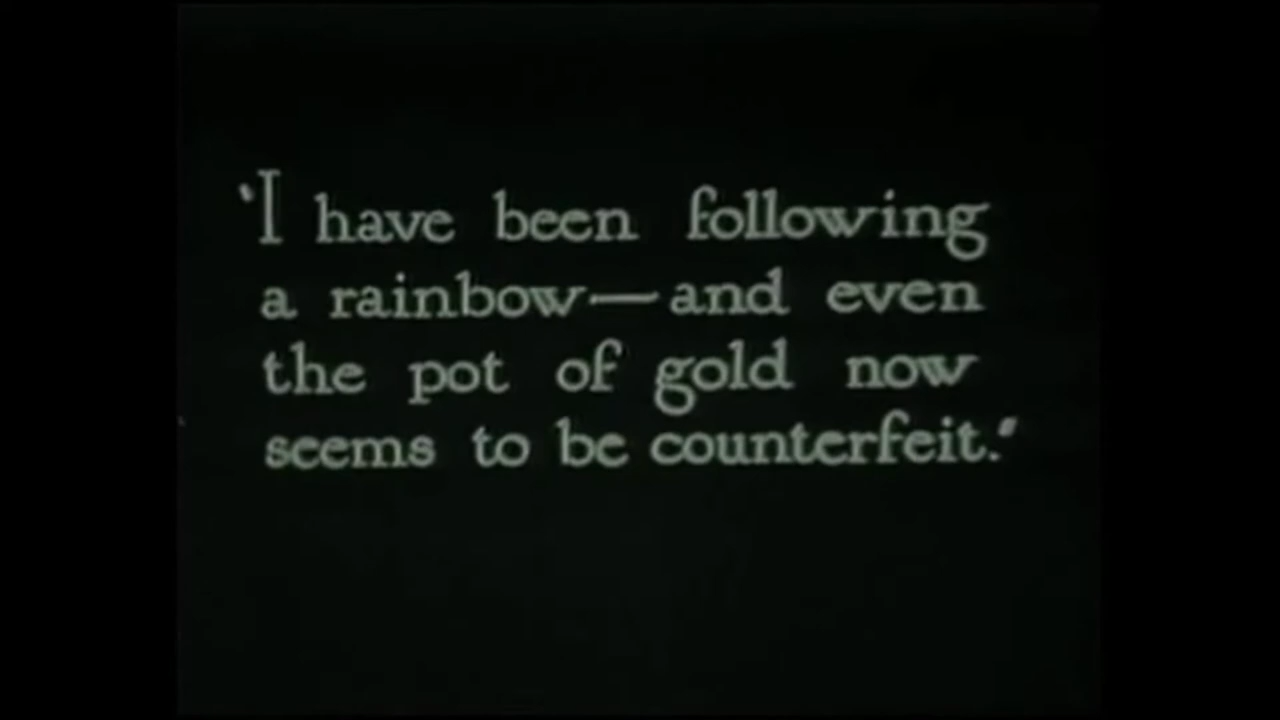 "I have been following
a rainbow—and even
the pot of gold now
seems to be counterfeit."